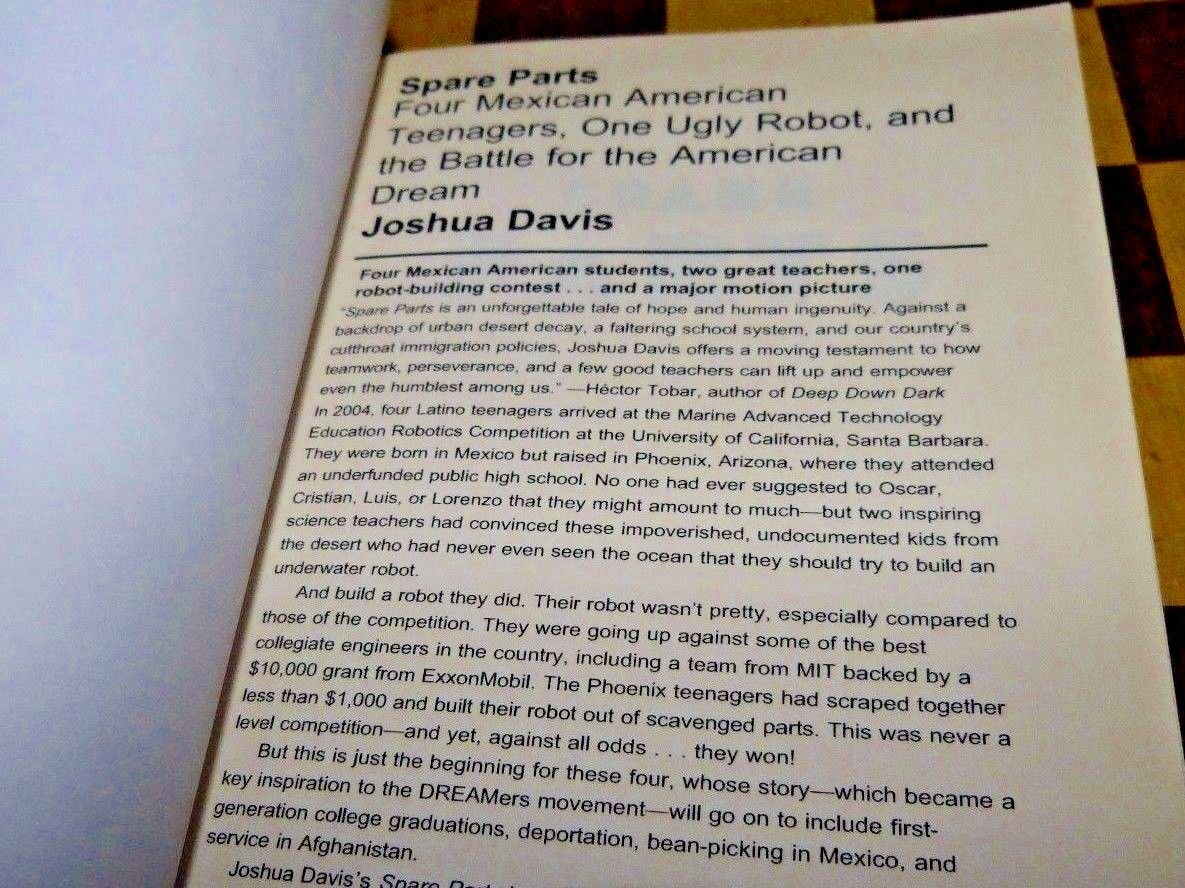 Spare Parts
Four Mexican American
Teenagers, One Ugly Robot, and
the Battle for the American
Dream
Joshua Davis
Four Mexican American students, two great teachers, one
robot-building contest . . . and a major motion picture
"Spare Parts is an unforgettable tale of hope and human ingenuity. Against a
backdrop of urban desert decay, a faltering school system, and our country's
cutthroat immigration policies, Joshua Davis offers a moving testament to how
teamwork, perseverance, and a few good teachers can lift up and empower
even the humblest among us." —Héctor Tobar, author of Deep Down Dark
In 2004, four Latino teenagers arrived at the Marine Advanced Technology
Education Robotics Competition at the University of California, Santa Barbara.
They were born in Mexico but raised in Phoenix, Arizona, where they attended
an underfunded public high school. No one had ever suggested to Oscar,
Cristian, Luis, or Lorenzo that they might amount to much—but two inspiring
science teachers had convinced these impoverished, undocumented kids from
the desert who had never even seen the ocean that they should try to build an
underwater robot.
And build a robot they did. Their robot wasn't pretty, especially compared to
those of the competition. They were going up against some of the best
collegiate engineers in the country, including a team from MIT backed by a
$10,000 grant from ExxonMobil. The Phoenix teenagers had scraped together
less than $1,000 and built their robot out of scavenged parts. This was never a
level competition—and yet, against all odds . . . they won!
But this is just the beginning for these four, whose story—which became a
key inspiration to the DREAMers movement—will go on to include first-
generation college graduations, deportation, bean-picking in Mexico, and
service in Afghanistan.
Joshua Davis's Spare